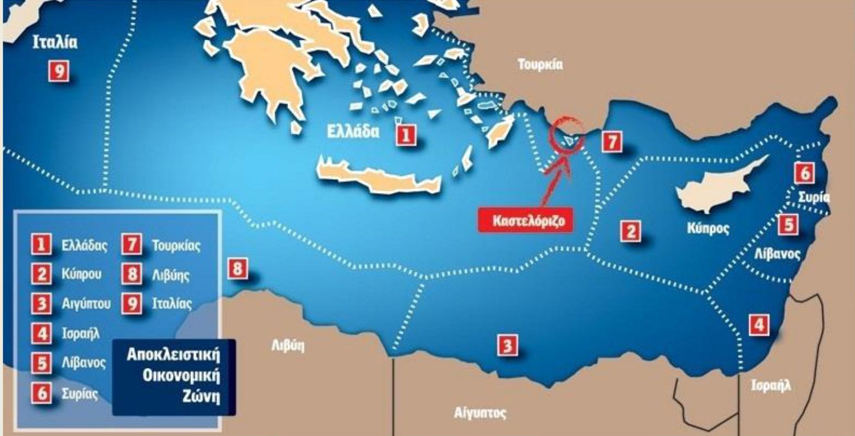 Ιταλία
9
Τουρκία
Ελλάδα
1
7
6
Συρία
Καστελόριζο
2
Κύπρος
5
Λίβανος
8
4
3
Λιβύη
Ισραήλ
Αίγυπτος
1 Ελλάδας
7 Τουρκίας
2 Κύπρου
8 Λιβύης
3 Αιγύπτου
9 Ιταλίας
4 Ισραήλ
5 Λίβανος
6 Συρίας
Αποκλειστική
Οικονομική
Ζώνη